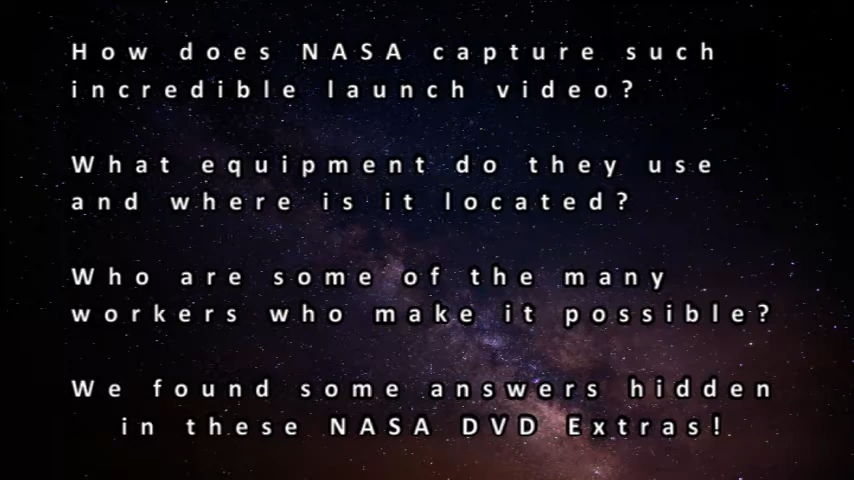 How does NASA capture such
incredible launch video?
What equipment do they use
and where is it located?
Who are some of the many
workers who make it possible?
We found some answers hidden
in these NASA DVD Extras!